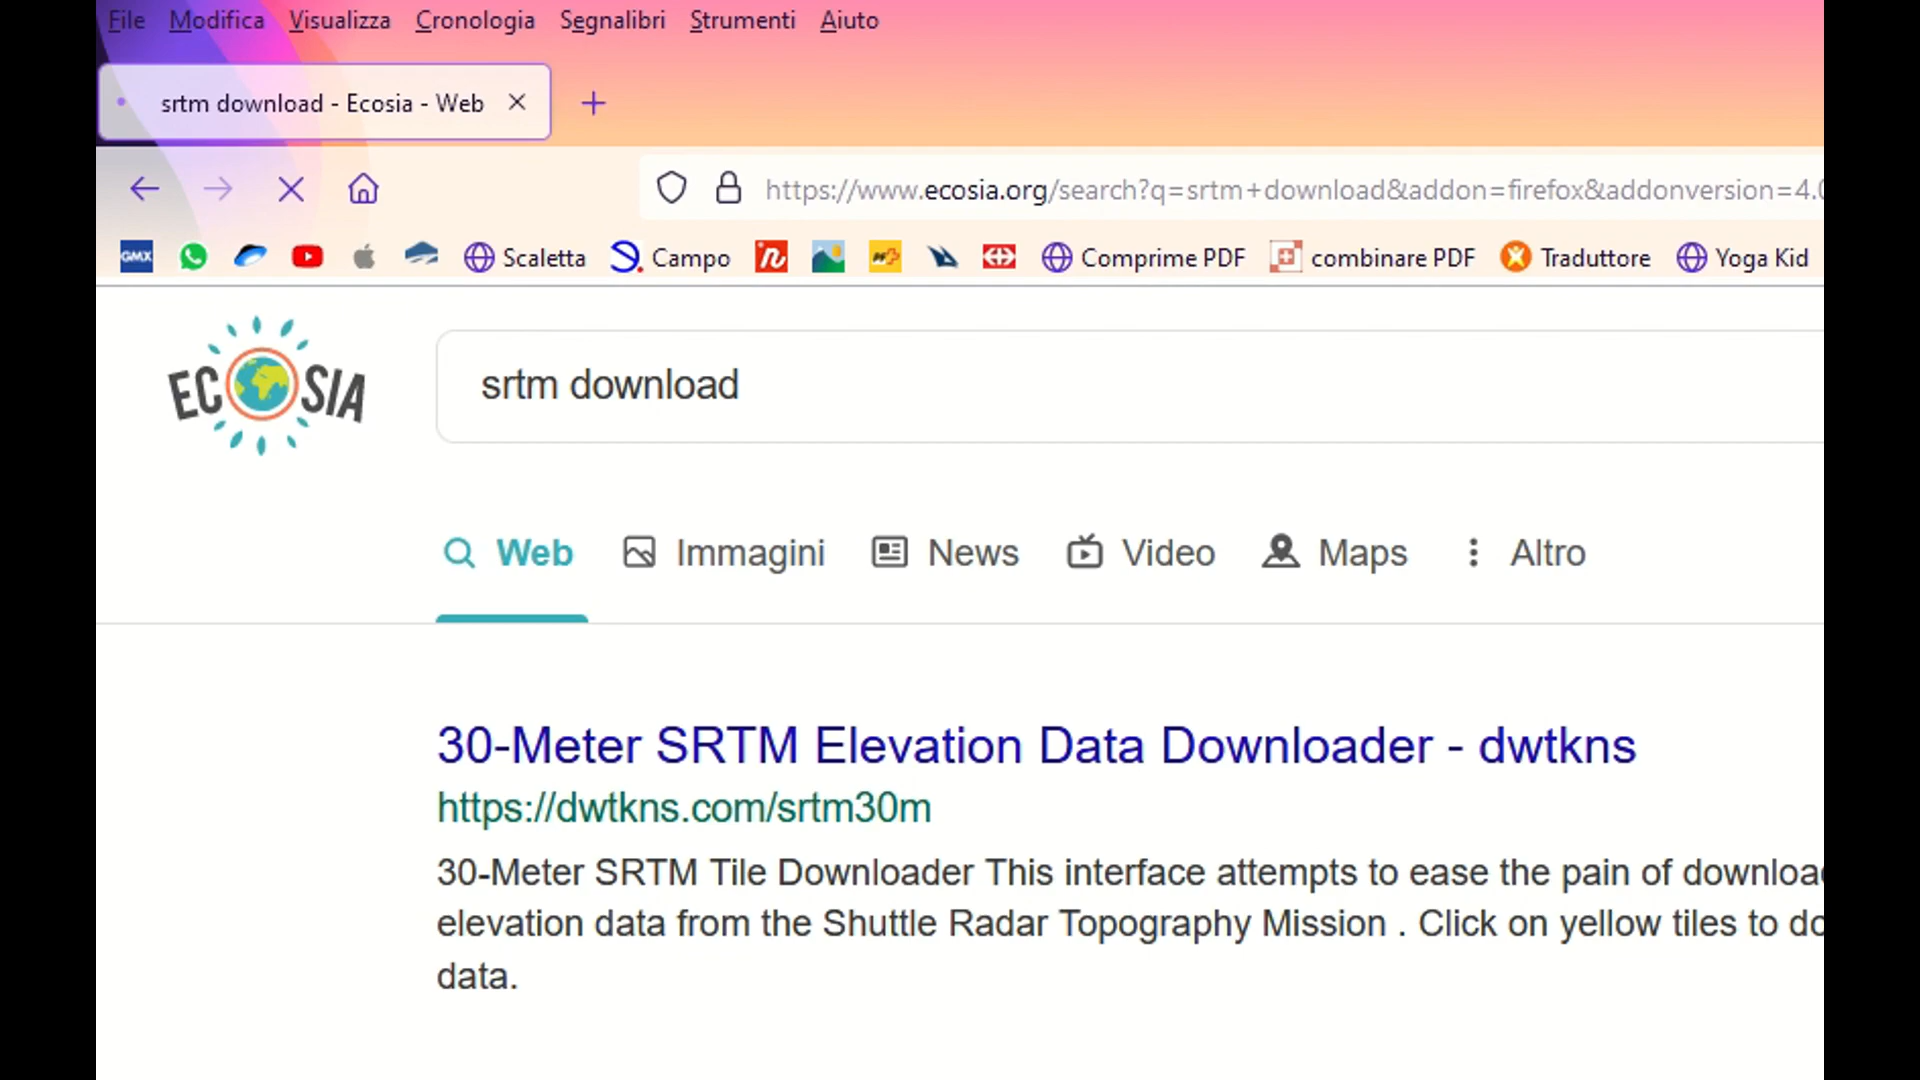 File Modifica Visualizza Cronologia Segnalibri Strumenti Aiuto
srtm download - Ecosia - Web
https://www.ecosia.org/search?q=srtm+download&addon=firefox&addonversion=4.0
GMX Scaletta Campo Comprime PDF combinare PDF Traduttore Yoga Kid
ECOSIA
srtm download
Web Immagini News Video Maps Altro
30-Meter SRTM Elevation Data Downloader - dwtkns
https://dwtkns.com/srtm30m
30-Meter SRTM Tile Downloader This interface attempts to ease the pain of downloa
elevation data from the Shuttle Radar Topography Mission . Click on yellow tiles to do
data.